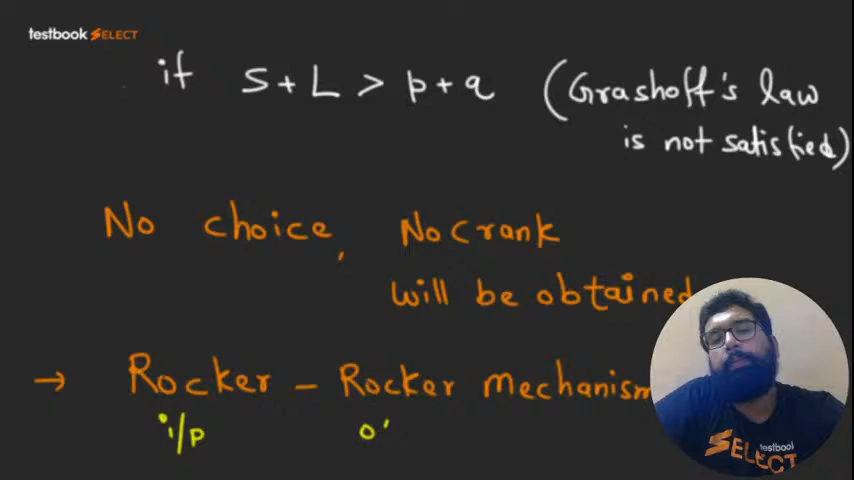 testbook SELECT
if S+L > p+q (Grashoff's law
is not satisfied)
No choice, No crank
will be obtained
→ Rocker - Rocker mechanism
i/p o'
testbook
SELECT